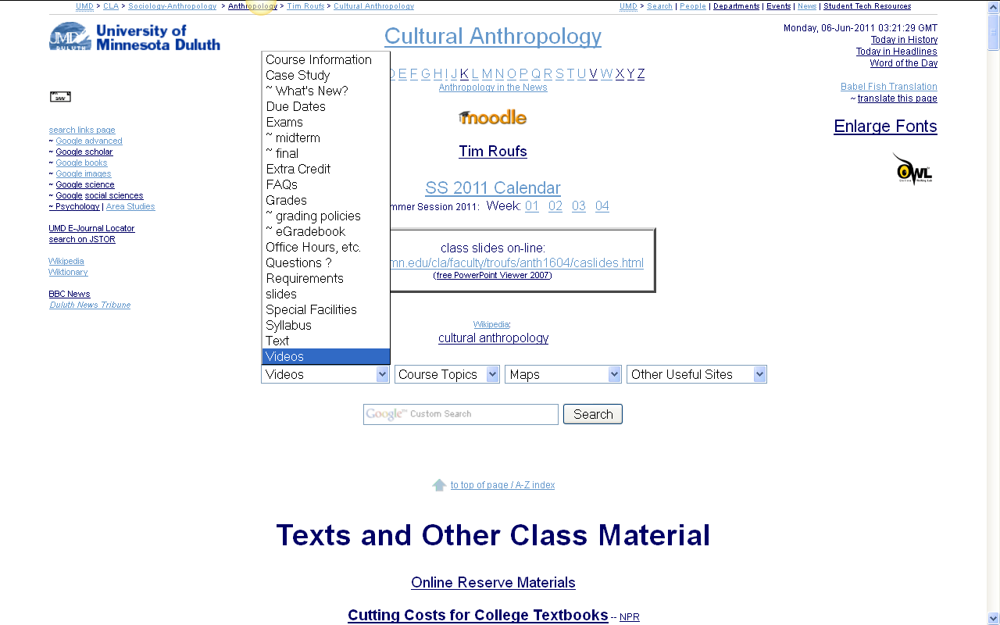 UMD > CLA > Sociology-Anthropology > Anthropology > Tim Roufs > Cultural Anthropology
UMD > Search | People | Departments | Events | News | Student Tech Resources
University of
Minnesota Duluth
UMD
DULUTH
Cultural Anthropology
Monday, 06-Jun-2011 03:21:29 GMT
Today in History
Today in Headlines
Word of the Day
D E F G H I J K L M N O P Q R S T U V W X Y Z
Anthropology in the News
Babel Fish Translation
~ translate this page
moodle
Enlarge Fonts
Tim Roufs
OWL
search links page
~ Google advanced
~ Google scholar
~ Google books
~ Google images
~ Google science
~ Google social sciences
~ Psychology | Area Studies
UMD E-Journal Locator
search on JSTOR
Wikipedia
Wiktionary
BBC News
Duluth News Tribune
Course Information
Case Study
~ What's New?
Due Dates
Exams
~ midterm
~ final
Extra Credit
FAQs
Grades
~ grading policies
~ eGradebook
Office Hours, etc.
Questions ?
Requirements
slides
Special Facilities
Syllabus
Text
Videos
SS 2011 Calendar
mmer Session 2011: Week: 01 02 03 04
class slides on-line:
mn.edu/cla/faculty/troufs/anth1604/caslides.html
(free PowerPoint Viewer 2007)
Wikipedia:
cultural anthropology
Videos
Course Topics
Maps
Other Useful Sites
Google™ Custom Search
Search
to top of page / A-Z index
Texts and Other Class Material
Online Reserve Materials
Cutting Costs for College Textbooks -- NPR